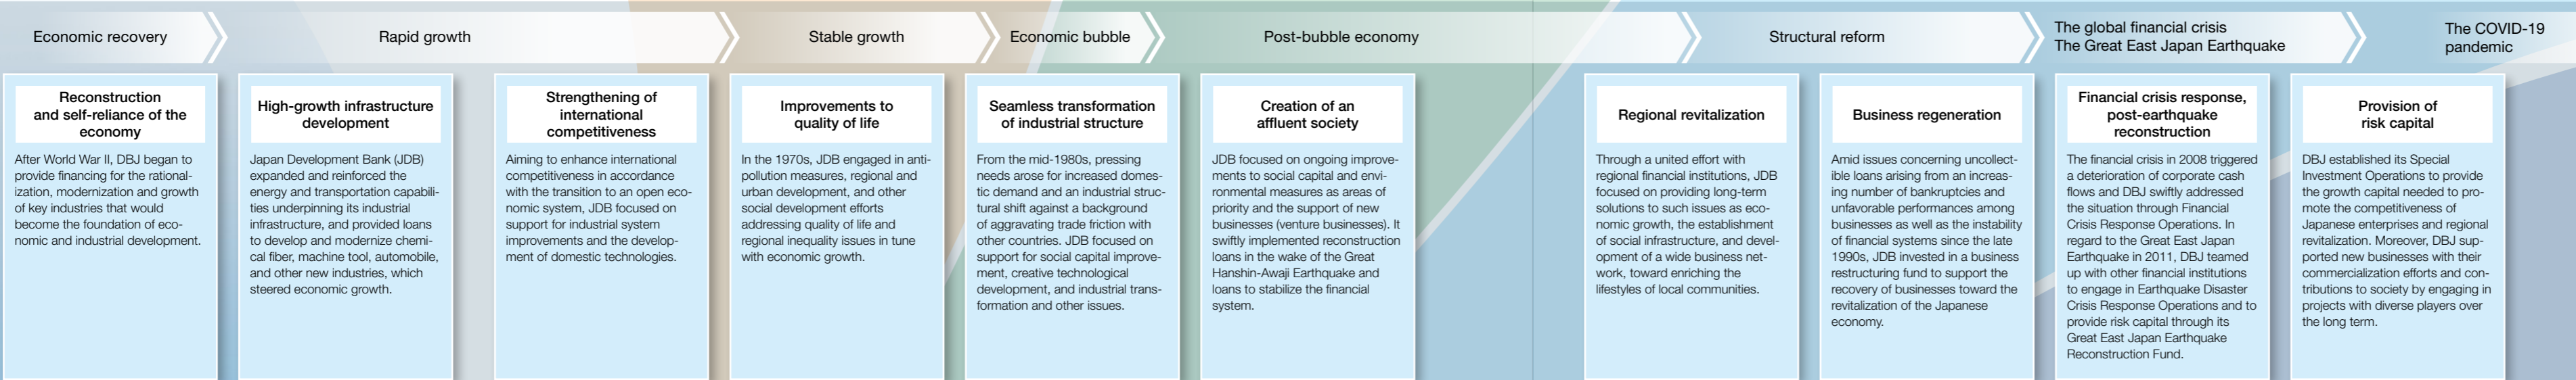 Economic recovery
Rapid growth
Stable growth
Economic bubble
Post-bubble economy
Structural reform
The global financial crisis
The Great East Japan Earthquake
The COVID-19
pandemic
Reconstruction
and self-reliance of the
economy
After World War II, DBJ began to
provide financing for the rational-
ization, modernization and growth
of key industries that would
become the foundation of eco-
nomic and industrial development.
High-growth infrastructure
development
Japan Development Bank (JDB)
expanded and reinforced the
energy and transportation capabili-
ties underpinning its industrial
infrastructure, and provided loans
to develop and modernize chemi-
cal fiber, machine tool, automobile,
and other new industries, which
steered economic growth.
Strengthening of
international
competitiveness
Aiming to enhance international
competitiveness in accordance
with the transition to an open eco-
nomic system, JDB focused on
support for industrial system
improvements and the develop-
ment of domestic technologies.
Improvements to
quality of life
In the 1970s, JDB engaged in anti-
pollution measures, regional and
urban development, and other
social development efforts
addressing quality of life and
regional inequality issues in tune
with economic growth.
Seamless transformation
of industrial structure
From the mid-1980s, pressing
needs arose for increased domes-
tic demand and an industrial struc-
tural shift against a background
of aggravating trade friction with
other countries. JDB focused on
support for social capital improve-
ment, creative technological
development, and industrial trans-
formation and other issues.
Creation of an
affluent society
JDB focused on ongoing improve-
ments to social capital and envi-
ronmental measures as areas of
priority and the support of new
businesses (venture businesses). It
swiftly implemented reconstruction
loans in the wake of the Great
Hanshin-Awaji Earthquake and
loans to stabilize the financial
system.
Regional revitalization
Through a united effort with
regional financial institutions, JDB
focused on providing long-term
solutions to such issues as eco-
nomic growth, the establishment
of social infrastructure, and devel-
opment of a wide business net-
work, toward enriching the
lifestyles of local communities.
Business regeneration
Amid issues concerning uncollect-
ible loans arising from an increas-
ing number of bankruptcies and
unfavorable performances among
businesses as well as the instability
of financial systems since the late
1990s, JDB invested in a business
restructuring fund to support the
recovery of businesses toward the
revitalization of the Japanese
economy.
Financial crisis response,
post-earthquake
reconstruction
The financial crisis in 2008 triggered
a deterioration of corporate cash
flows and DBJ swiftly addressed
the situation through Financial
Crisis Response Operations. In
regard to the Great East Japan
Earthquake in 2011, DBJ teamed
up with other financial institutions
to engage in Earthquake Disaster
Crisis Response Operations and to
provide risk capital through its
Great East Japan Earthquake
Reconstruction Fund.
Provision of
risk capital
DBJ established its Special
Investment Operations to provide
the growth capital needed to pro-
mote the competitiveness of
Japanese enterprises and regional
revitalization. Moreover, DBJ sup-
ported new businesses with their
commercialization efforts and con-
tributions to society by engaging in
projects with diverse players over
the long term.